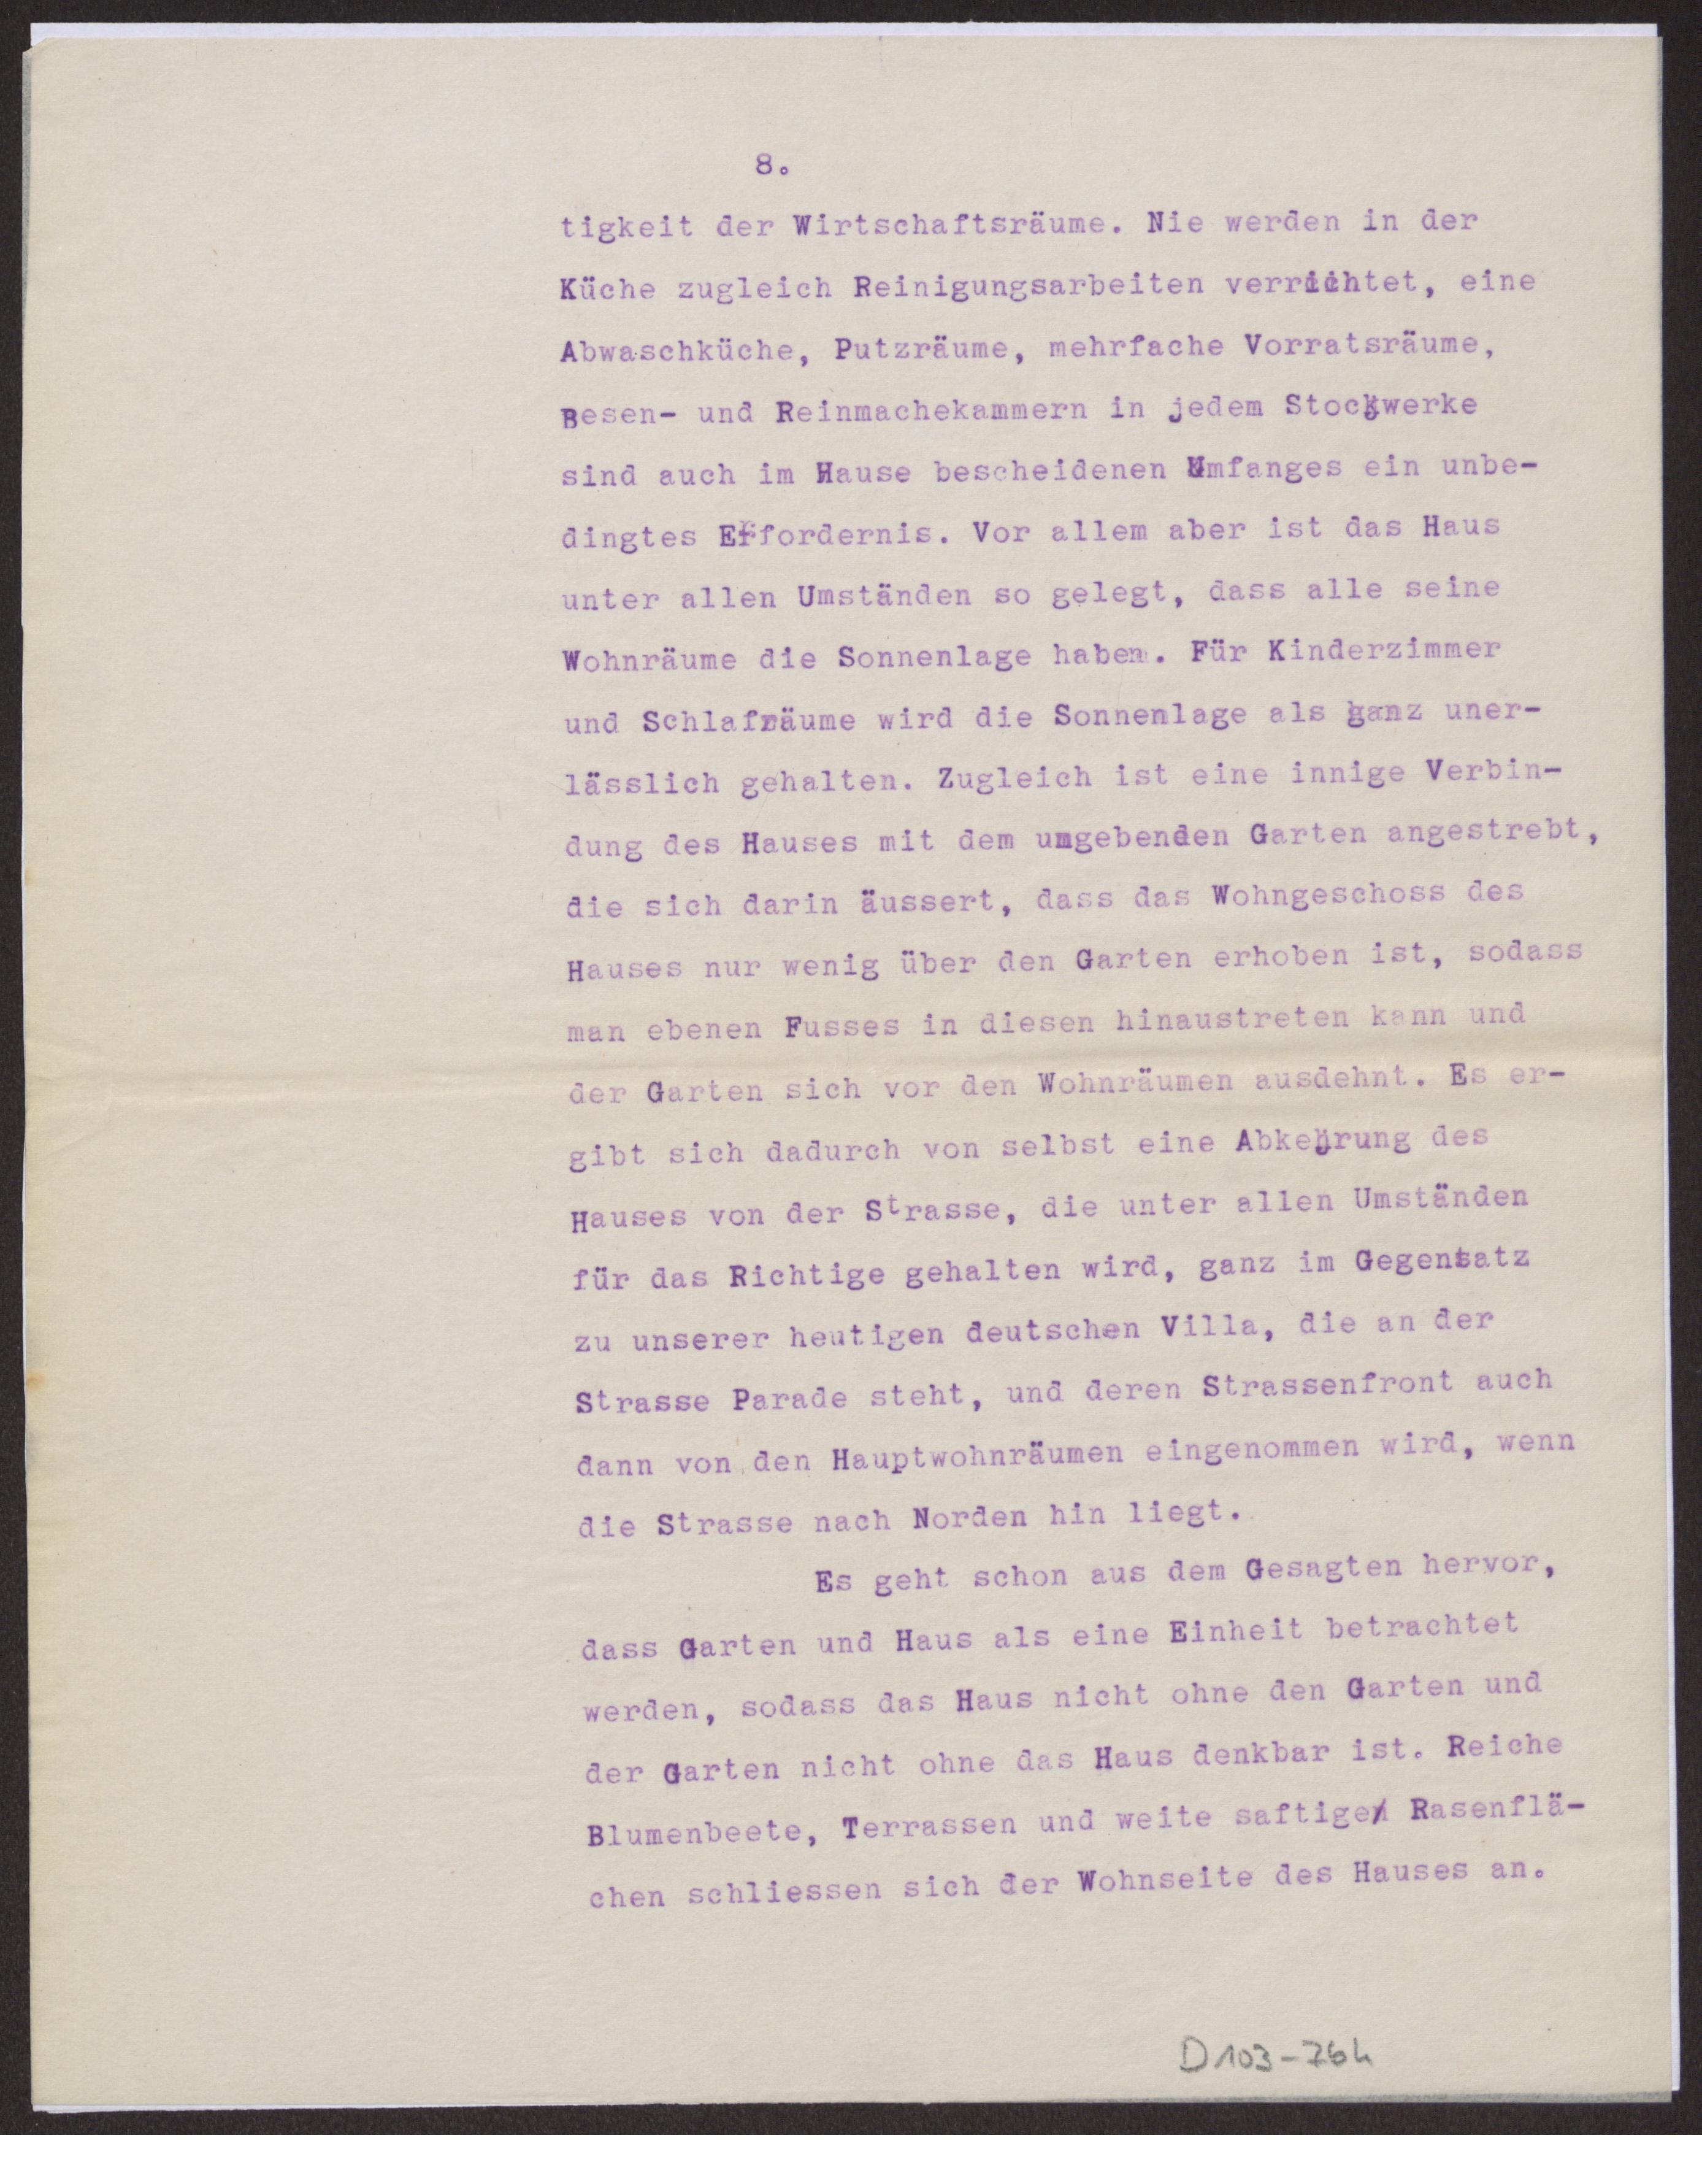 8.
tigkeit der Wirtschaftsräume. Nie werden in der
Küche zugleich Reinigungsarbeiten verrichtet, eine
Abwaschküche, Putzräume, mehrfache Vorratsräume,
Besen- und Reinmachekammern in jedem Stockwerke
sind auch im Hause bescheidenen Umfanges ein unbe-
dingtes Erfordernis. Vor allem aber ist das Haus
unter allen Umständen so gelegt, dass alle seine
Wohnräume die Sonnenlage haben. Für Kinderzimmer
und Schlafräume wird die Sonnenlage als ganz uner-
lässlich gehalten. Zugleich ist eine innige Verbin-
dung des Hauses mit dem umgebenden Garten angestrebt,
die sich darin äussert, dass das Wohngeschoss des
Hauses nur wenig über den Garten erhoben ist, sodass
man ebenen Fusses in diesen hinaustreten kann und
der Garten sich vor den Wohnräumen ausdehnt. Es er-
gibt sich dadurch von selbst eine Abkehrung des
Hauses von der Strasse, die unter allen Umständen
für das Richtige gehalten wird, ganz im Gegensatz
zu unserer heutigen deutschen Villa, die an der
Strasse Parade steht, und deren Strassenfront auch
dann von den Hauptwohnräumen eingenommen wird, wenn
die Strasse nach Norden hin liegt.
Es geht schon aus dem Gesagten hervor,
dass Garten und Haus als eine Einheit betrachtet
werden, sodass das Haus nicht ohne den Garten und
der Garten nicht ohne das Haus denkbar ist. Reiche
Blumenbeete, Terrassen und weite saftige Rasenflä-
chen schliessen sich der Wohnseite des Hauses an.
D 103-76h